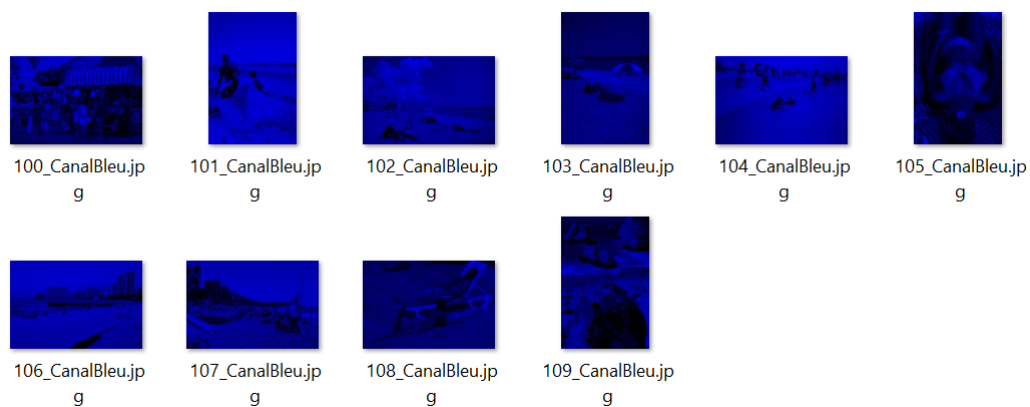 100_CanalBleu.jp
g
101_CanalBleu.jp
g
102_CanalBleu.jp
g
103_CanalBleu.jp
g
104_CanalBleu.jp
g
105_CanalBleu.jp
g
106_CanalBleu.jp
g
107_CanalBleu.jp
g
108_CanalBleu.jp
g
109_CanalBleu.jp
g